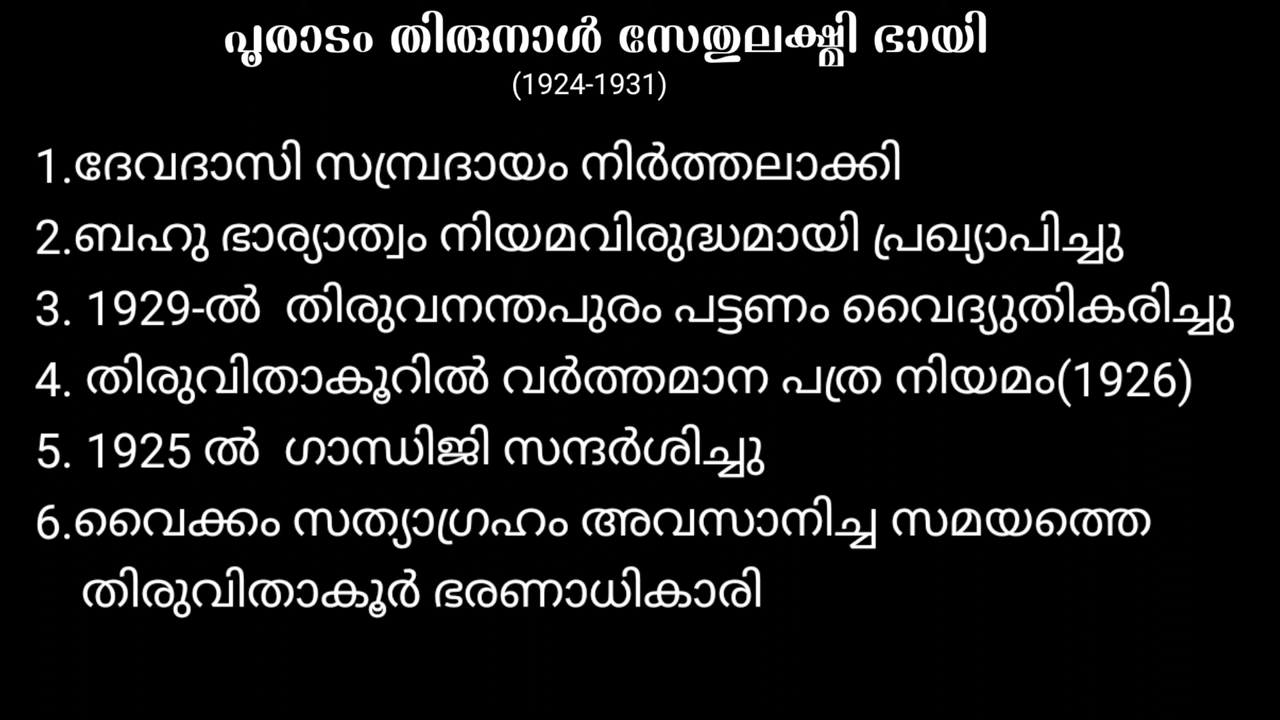 പൂരാടം തിരുനാൾ സേതുലക്ഷ്മി ഭായി
(1924-1931)
1.ദേവദാസി സമ്പ്രദായം നിർത്തലാക്കി
2.ബഹു ഭാര്യാത്വം നിയമവിരുദ്ധമായി പ്രഖ്യാപിച്ചു
3. 1929-ൽ തിരുവനന്തപുരം പട്ടണം വൈദ്യുതികരിച്ചു
4. തിരുവിതാകൂറിൽ വർത്തമാന പത്ര നിയമം(1926)
5. 1925 ൽ ഗാന്ധിജി സന്ദർശിച്ചു
6.വൈക്കം സത്യാഗ്രഹം അവസാനിച്ച സമയത്തെ
തിരുവിതാകൂർ ഭരണാധികാരി